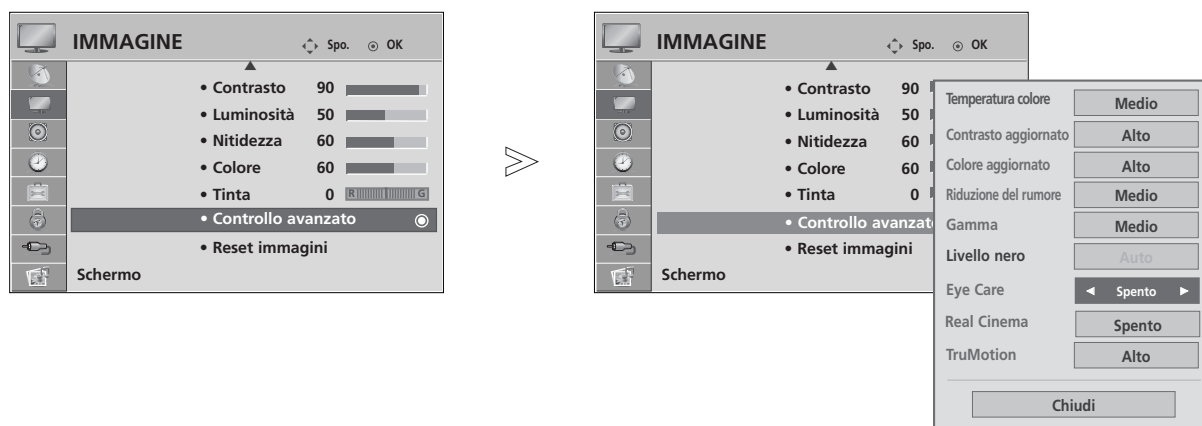 IMMAGINE
Spo. OK
• Contrasto 90
• Luminosità 50
• Nitidezza 60
• Colore 60
• Tinta 0 R G
• Controllo avanzato
• Reset immagini
Schermo
IMMAGINE
Spo. OK
• Contrasto 90
• Luminosità 50
• Nitidezza 60
• Colore 60
• Tinta 0
• Controllo avanzat
• Reset immagini
Schermo
Temperatura colore Medio
Contrasto aggiornato Alto
Colore aggiornato Alto
Riduzione del rumore Medio
Gamma Medio
Livello nero Auto
Eye Care ◄ Spento ►
Real Cinema Spento
TruMotion Alto
Chiudi